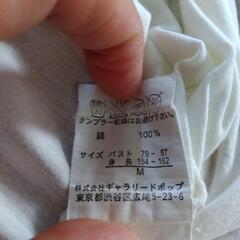 タンブラー乾燥はお避け下さい。
綿 100%
サイズ バスト 79-87
身長 154-162
M
株式会社ギャラリードポップ
東京都渋谷区広尾5-23-6